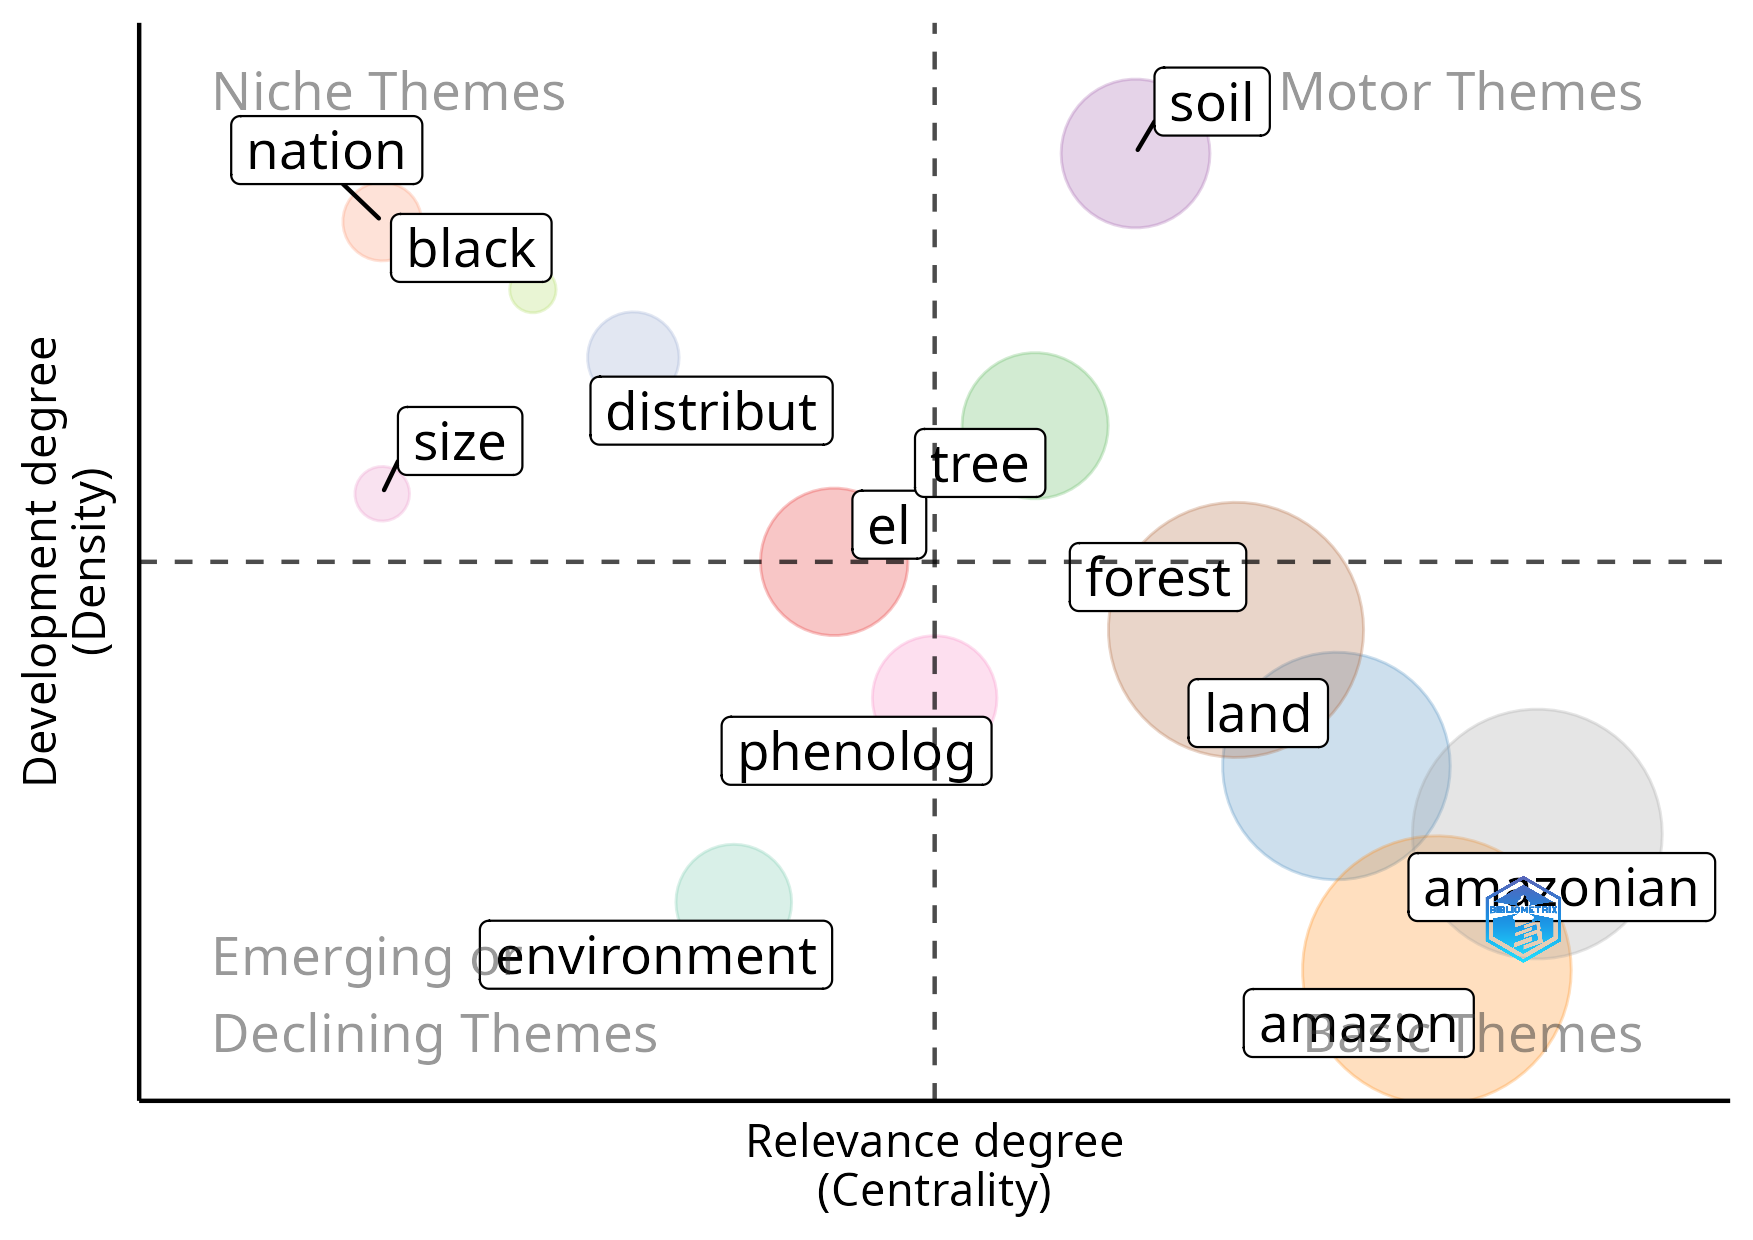 Niche Themes
Motor Themes
soil
nation
black
distribut
size
tree
el
forest
land
phenolog
amazonian
BIBLIOMETRIX
environment
Emerging or
Declining Themes
amazon
Basic Themes
Development degree
(Density)
Relevance degree
(Centrality)